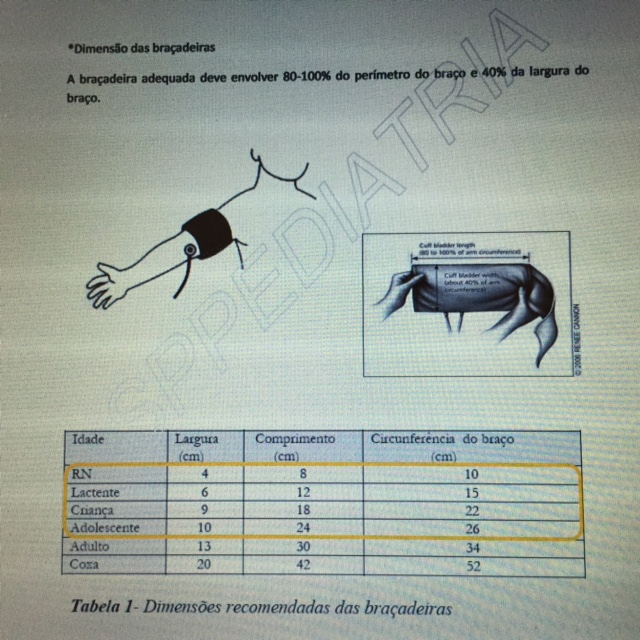 *Dimensão das braçadeiras
A braçadeira adequada deve envolver 80-100% do perímetro do braço e 40% da largura do
braço.
SPPEDIATRIA
Cuff bladder length
(80 to 100% of arm circumference)
Cuff bladder width
(about 40% of arm
circumference)
© 2006 RENEE CANNON
Idade Largura (cm) Comprimento (cm) Circunferência do braço (cm)
RN 4 8 10
Lactente 6 12 15
Criança 9 18 22
Adolescente 10 24 26
Adulto 13 30 34
Coxa 20 42 52
Tabela 1- Dimensões recomendadas das braçadeiras